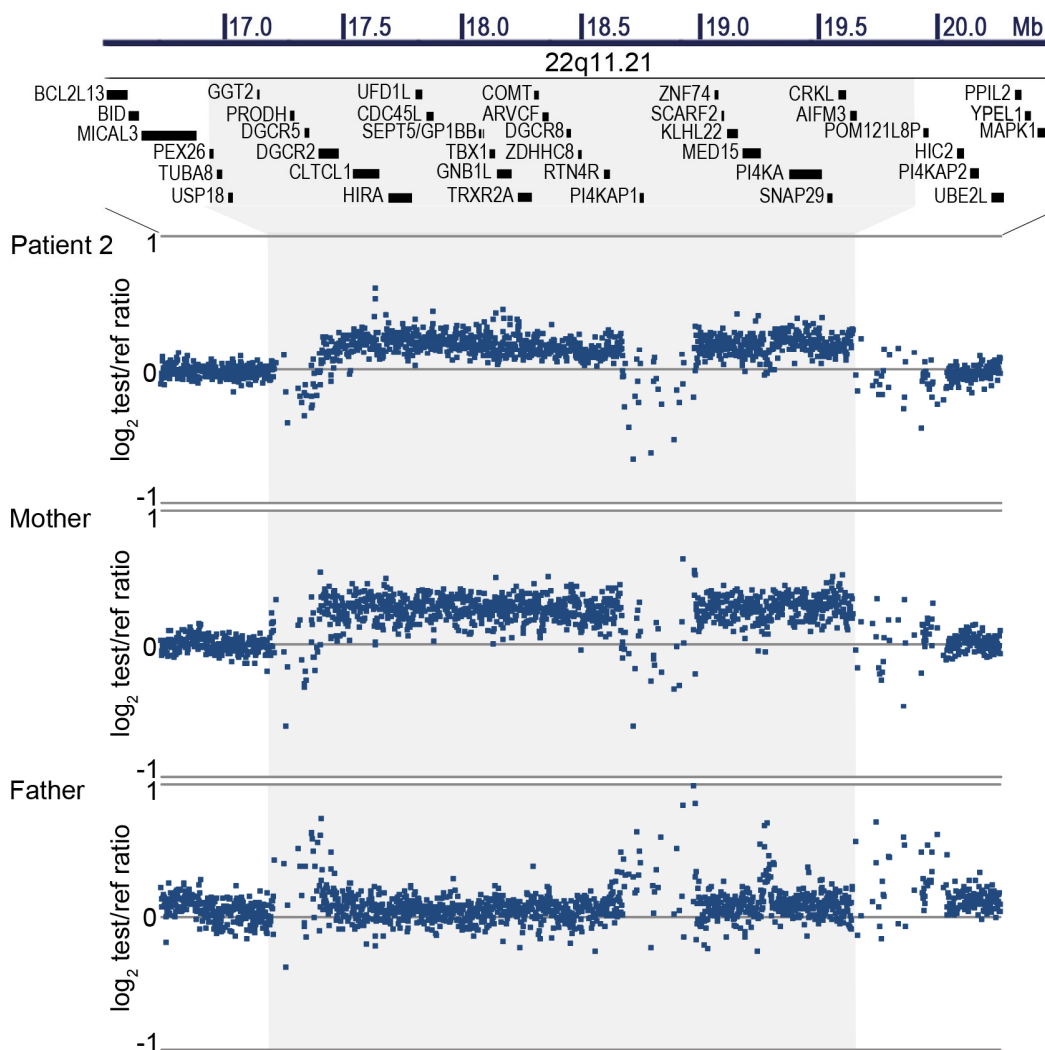 17.0 17.5 18.0 18.5 19.0 19.5 20.0 Mb
22q11.21
BCL2L13 GGT2 UFD1L COMT ZNF74 CRKL PPIL2
BID PRODH CDC45L ARVCF SCARF2 AIFM3 YPEL1
MICAL3 DGCR5 SEPT5/GP1BB DGCR8 KLHL22 POM121L8P MAPK1
PEX26 DGCR2 TBX1 ZDHHC8 MED15 HIC2
TUBA8 CLTCL1 GNB1L RTN4R PI4KA PI4KAP2
USP18 HIRA TRXR2A PI4KAP1 SNAP29 UBE2L
Patient 2
1
log2 test/ref ratio
0
-1
Mother
1
log2 test/ref ratio
0
-1
Father
1
log2 test/ref ratio
0
-1